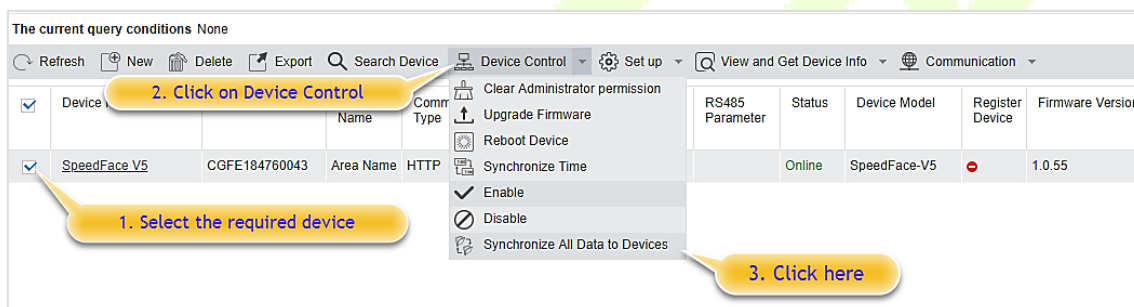 The current query conditions None
Refresh New Delete Export Search Device Device Control Set up View and Get Device Info Communication
2. Click on Device Control
Device
Name
Comm
Type
RS485
Parameter
Status
Device Model
Register
Device
Firmware Version
Clear Administrator permission
Upgrade Firmware
Reboot Device
SpeedFace V5 CGFE184760043 Area Name HTTP Synchronize Time Online SpeedFace-V5 1.0.55
Enable
1. Select the required device
Disable
Synchronize All Data to Devices
3. Click here